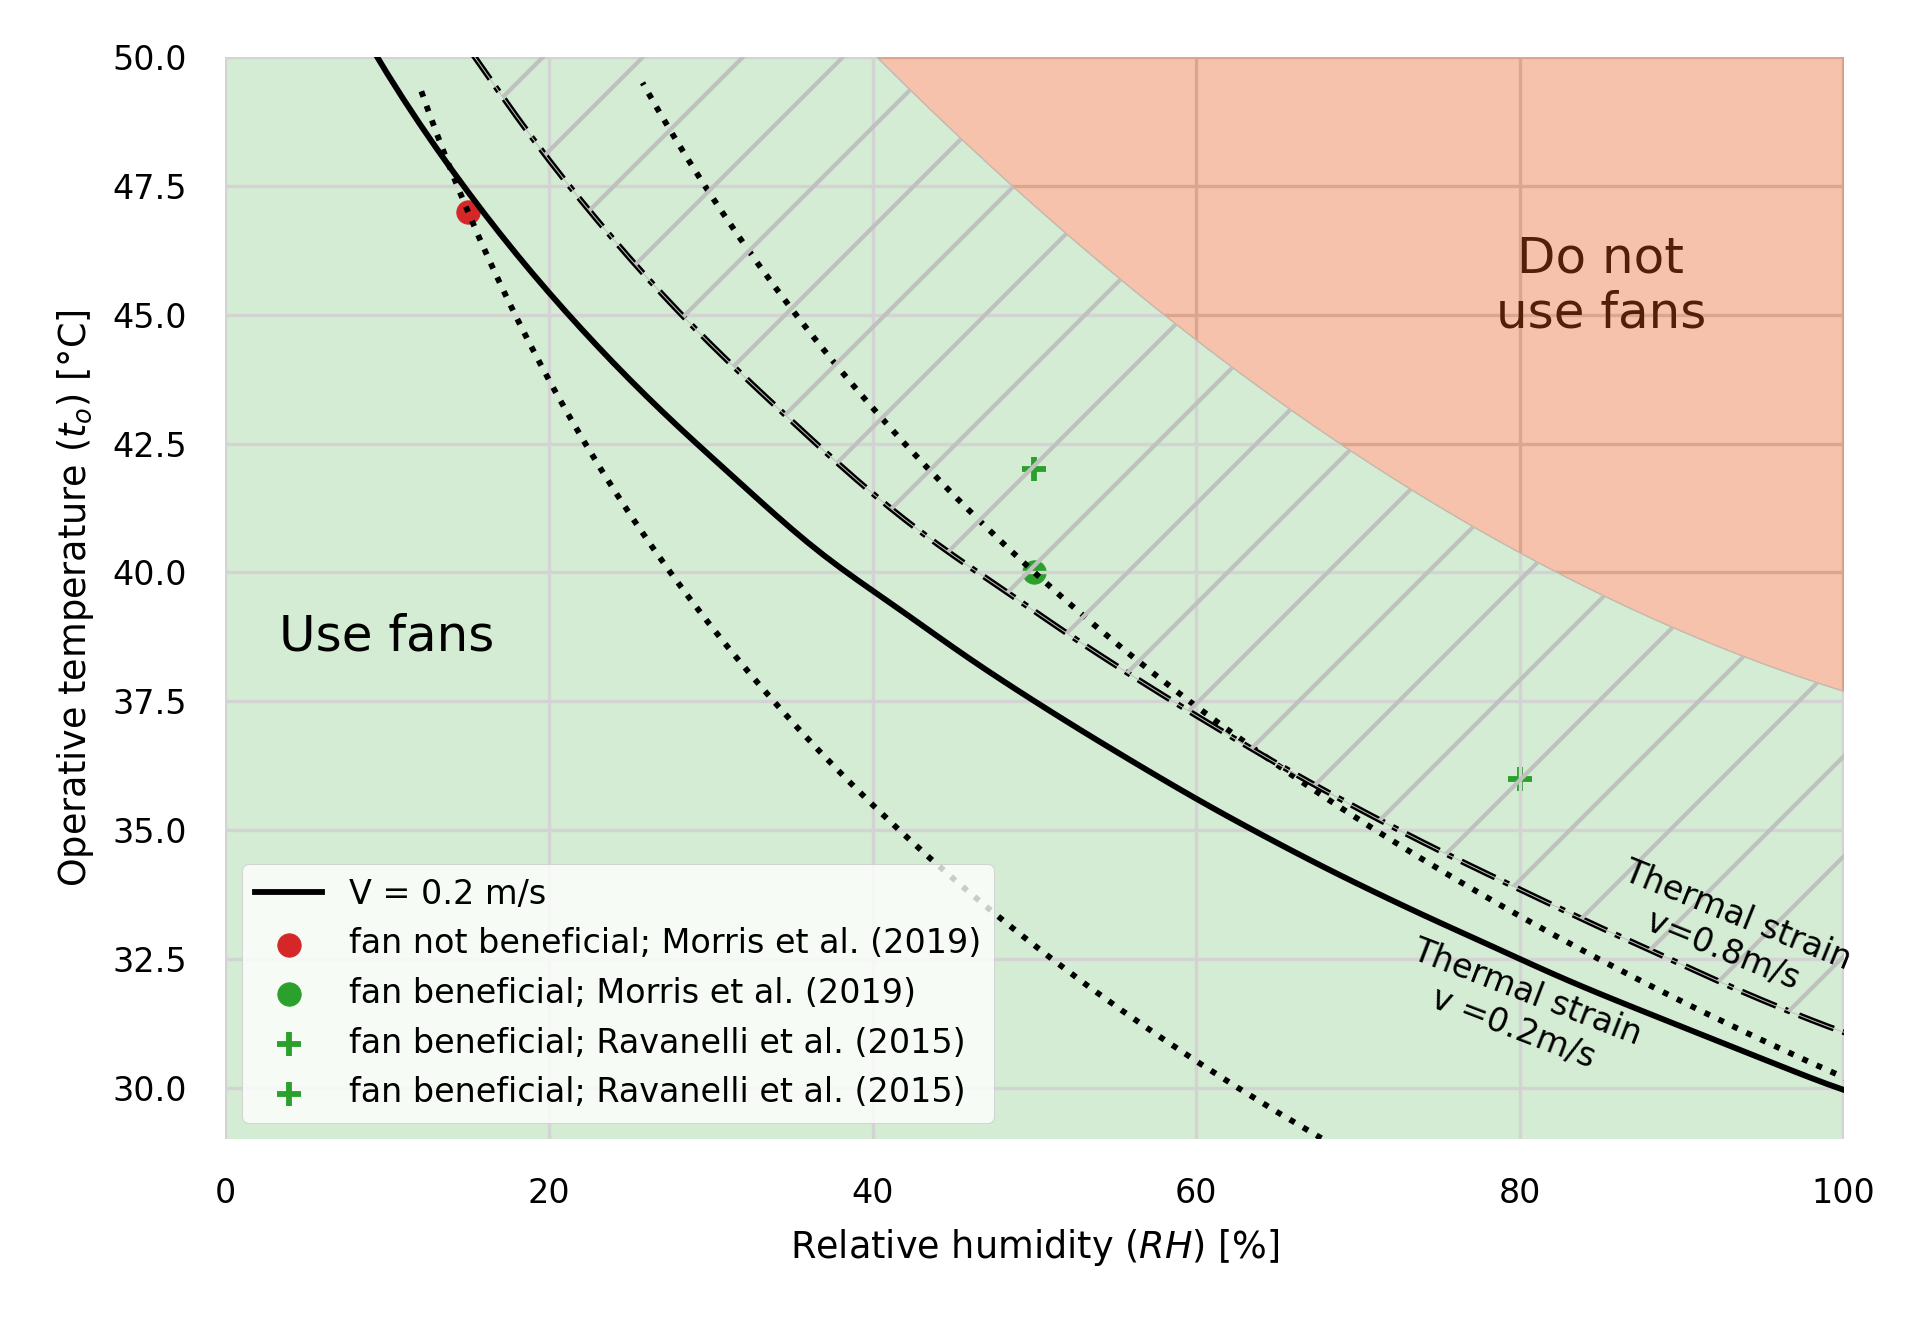 50.0
47.5
45.0
42.5
40.0
37.5
35.0
32.5
30.0
Operative temperature (tₒ) [°C]
Do not
use fans
Use fans
Thermal strain
v=0.8m/s
Thermal strain
v =0.2m/s
V = 0.2 m/s
fan not beneficial; Morris et al. (2019)
fan beneficial; Morris et al. (2019)
fan beneficial; Ravanelli et al. (2015)
fan beneficial; Ravanelli et al. (2015)
0 20 40 60 80 100
Relative humidity (RH) [%]